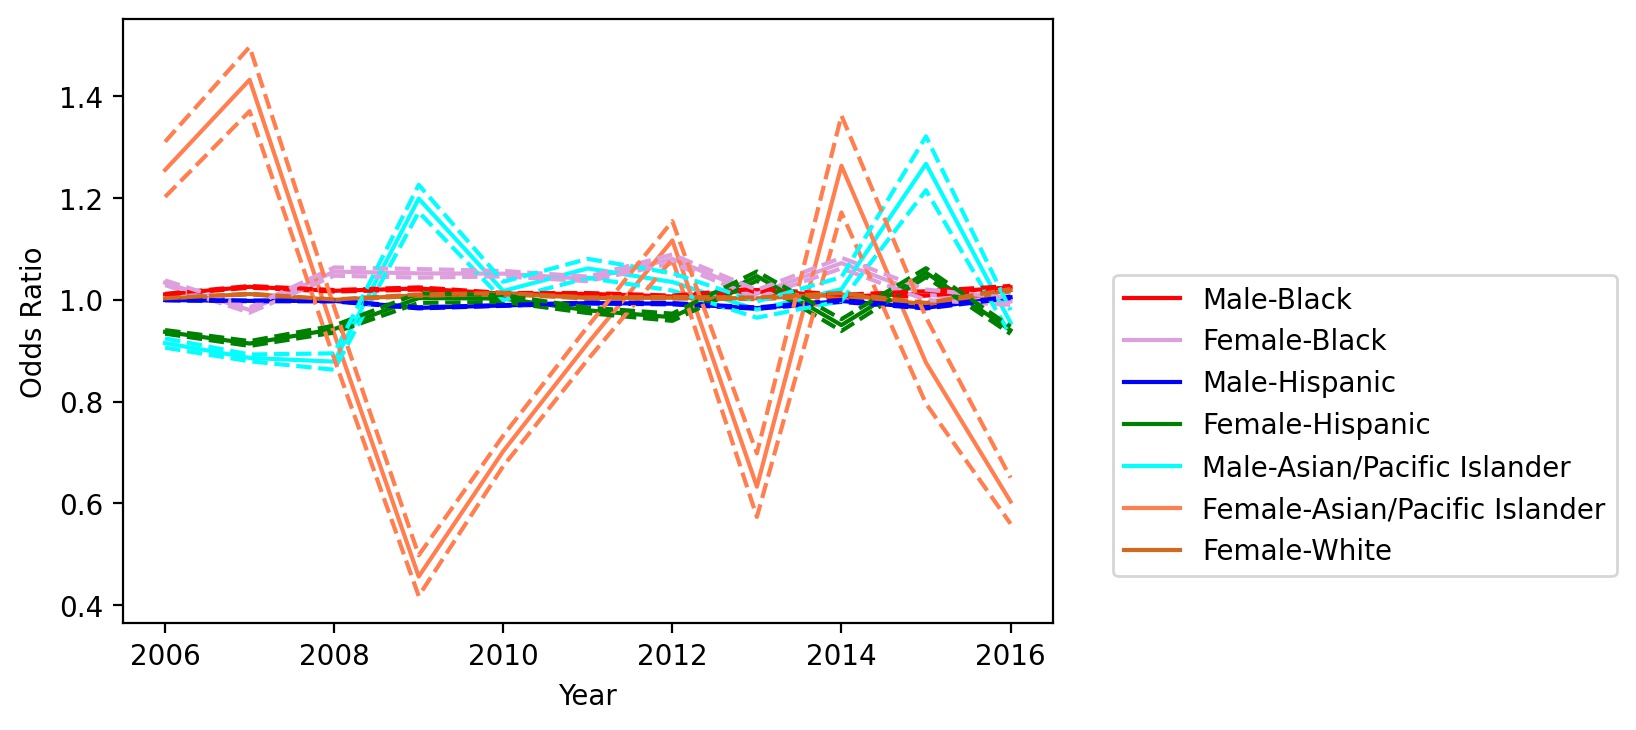 Odds Ratio
1.4
1.2
1.0
0.8
0.6
0.4
2006 2008 2010 2012 2014 2016
Year
Male-Black
Female-Black
Male-Hispanic
Female-Hispanic
Male-Asian/Pacific Islander
Female-Asian/Pacific Islander
Female-White